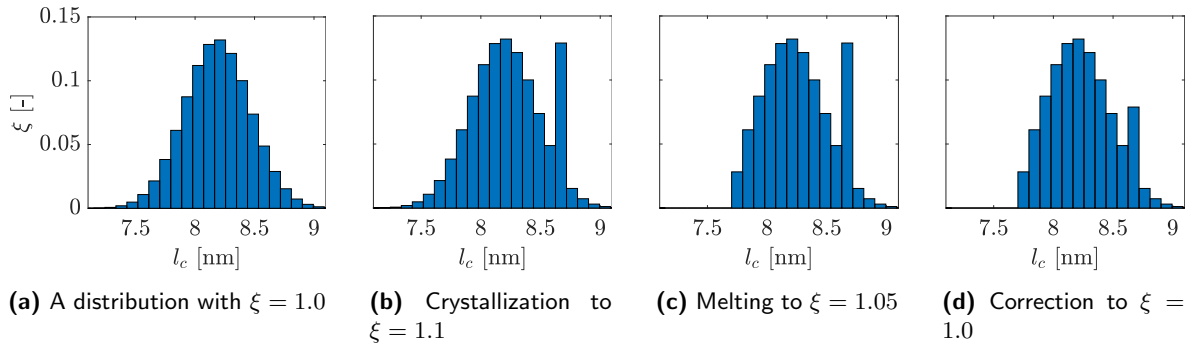 0.15
0.1
0.05
0
ξ [-]
7.5 8 8.5 9
l_c [nm]
7.5 8 8.5 9
l_c [nm]
7.5 8 8.5 9
l_c [nm]
7.5 8 8.5 9
l_c [nm]
(a) A distribution with ξ = 1.0
(b) Crystallization to
ξ = 1.1
(c) Melting to ξ = 1.05
(d) Correction to ξ =
1.0